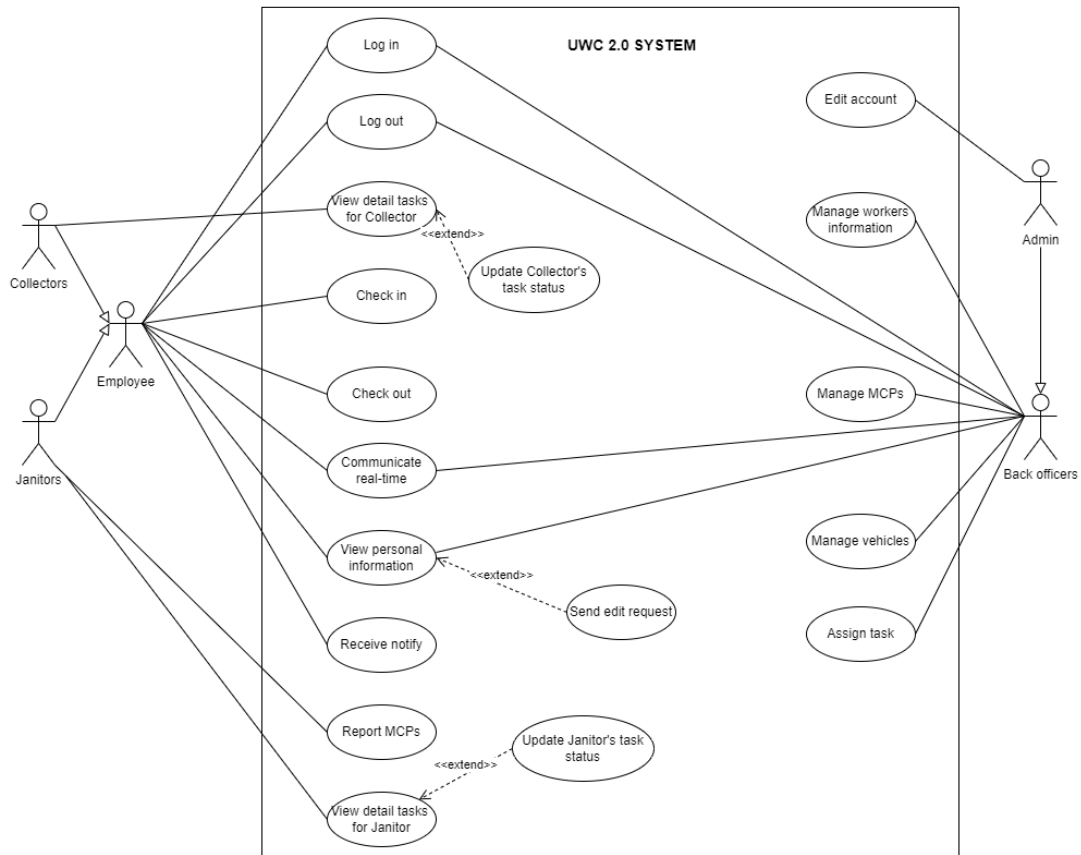 UWC 2.0 SYSTEM
Log in
Edit account
Log out
View detail tasks
for Collector
<<extend>>
Manage workers
information
Admin
Collectors
Update Collector's
task status
Check in
Employee
Check out
Manage MCPs
Communicate
real-time
Janitors
Back officers
View personal
information
<<extend>>
Manage vehicles
Send edit request
Receive notify
Assign task
Report MCPs
Update Janitor's task
status
<<extend>>
View detail tasks
for Janitor